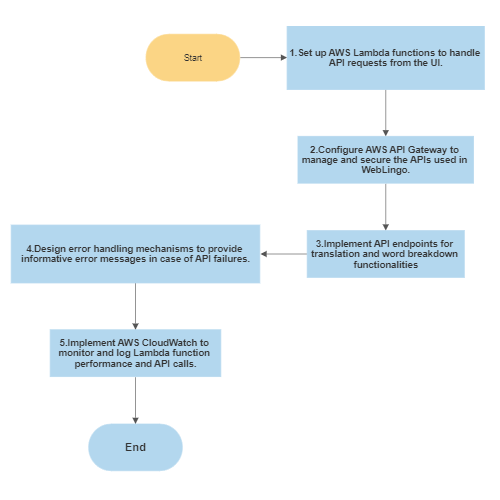 Start
1.Set up AWS Lambda functions to handle
API requests from the UI.
2.Configure AWS API Gateway to
manage and secure the APIs used in
WebLingo.
3.Implement API endpoints for
translation and word breakdown
functionalities
4.Design error handling mechanisms to provide
informative error messages in case of API failures.
5.Implement AWS CloudWatch to
monitor and log Lambda function
performance and API calls.
End